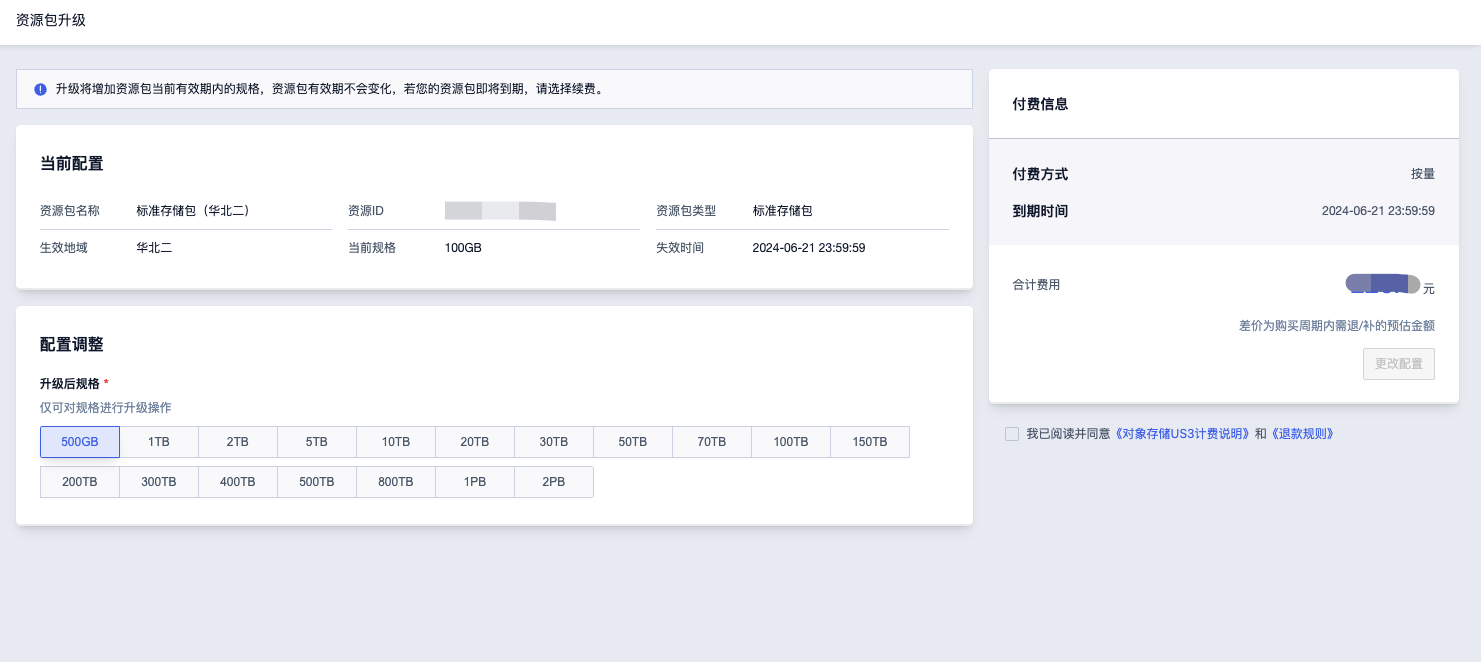 资源包升级
升级将增加资源包当前有效期内的规格，资源包有效期不会变化，若您的资源包即将到期，请选择续费。
当前配置
资源包名称 标准存储包（华北二） 资源ID 资源包类型 标准存储包
生效地域 华北二 当前规格 100GB 失效时间 2024-06-21 23:59:59
配置调整
升级后规格 *
仅可对规格进行升级操作
500GB 1TB 2TB 5TB 10TB 20TB 30TB 50TB 70TB 100TB 150TB
200TB 300TB 400TB 500TB 800TB 1PB 2PB
付费信息
付费方式 按量
到期时间 2024-06-21 23:59:59
合计费用 元
差价为购买周期内需退/补的预估金额
更改配置
我已阅读并同意《对象存储US3计费说明》和《退款规则》